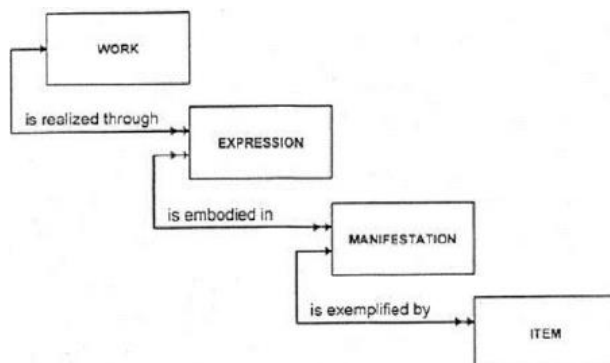 WORK
is realized through
EXPRESSION
is embodied in
MANIFESTATION
is exemplified by
ITEM